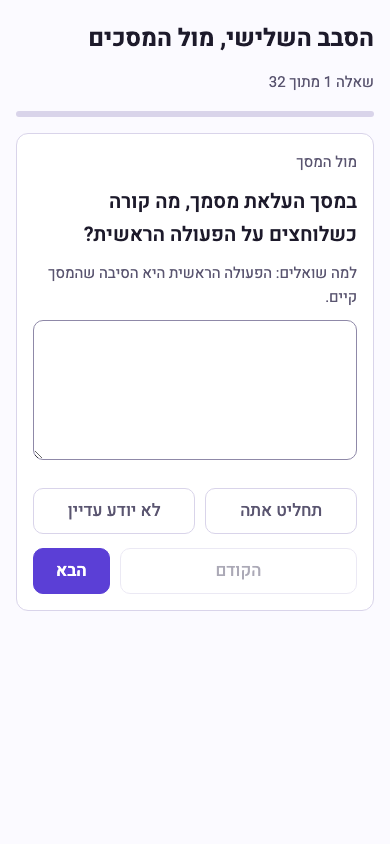 הסבב השלישי, מול המסכים
שאלה 1 מתוך 32
מול המסך
במסך העלאת מסמך, מה קורה
כשלוחצים על הפעולה הראשית?
למה שואלים: הפעולה הראשית היא הסיבה שהמסך
קיים.
תחליט אתה
לא יודע עדיין
הקודם
הבא